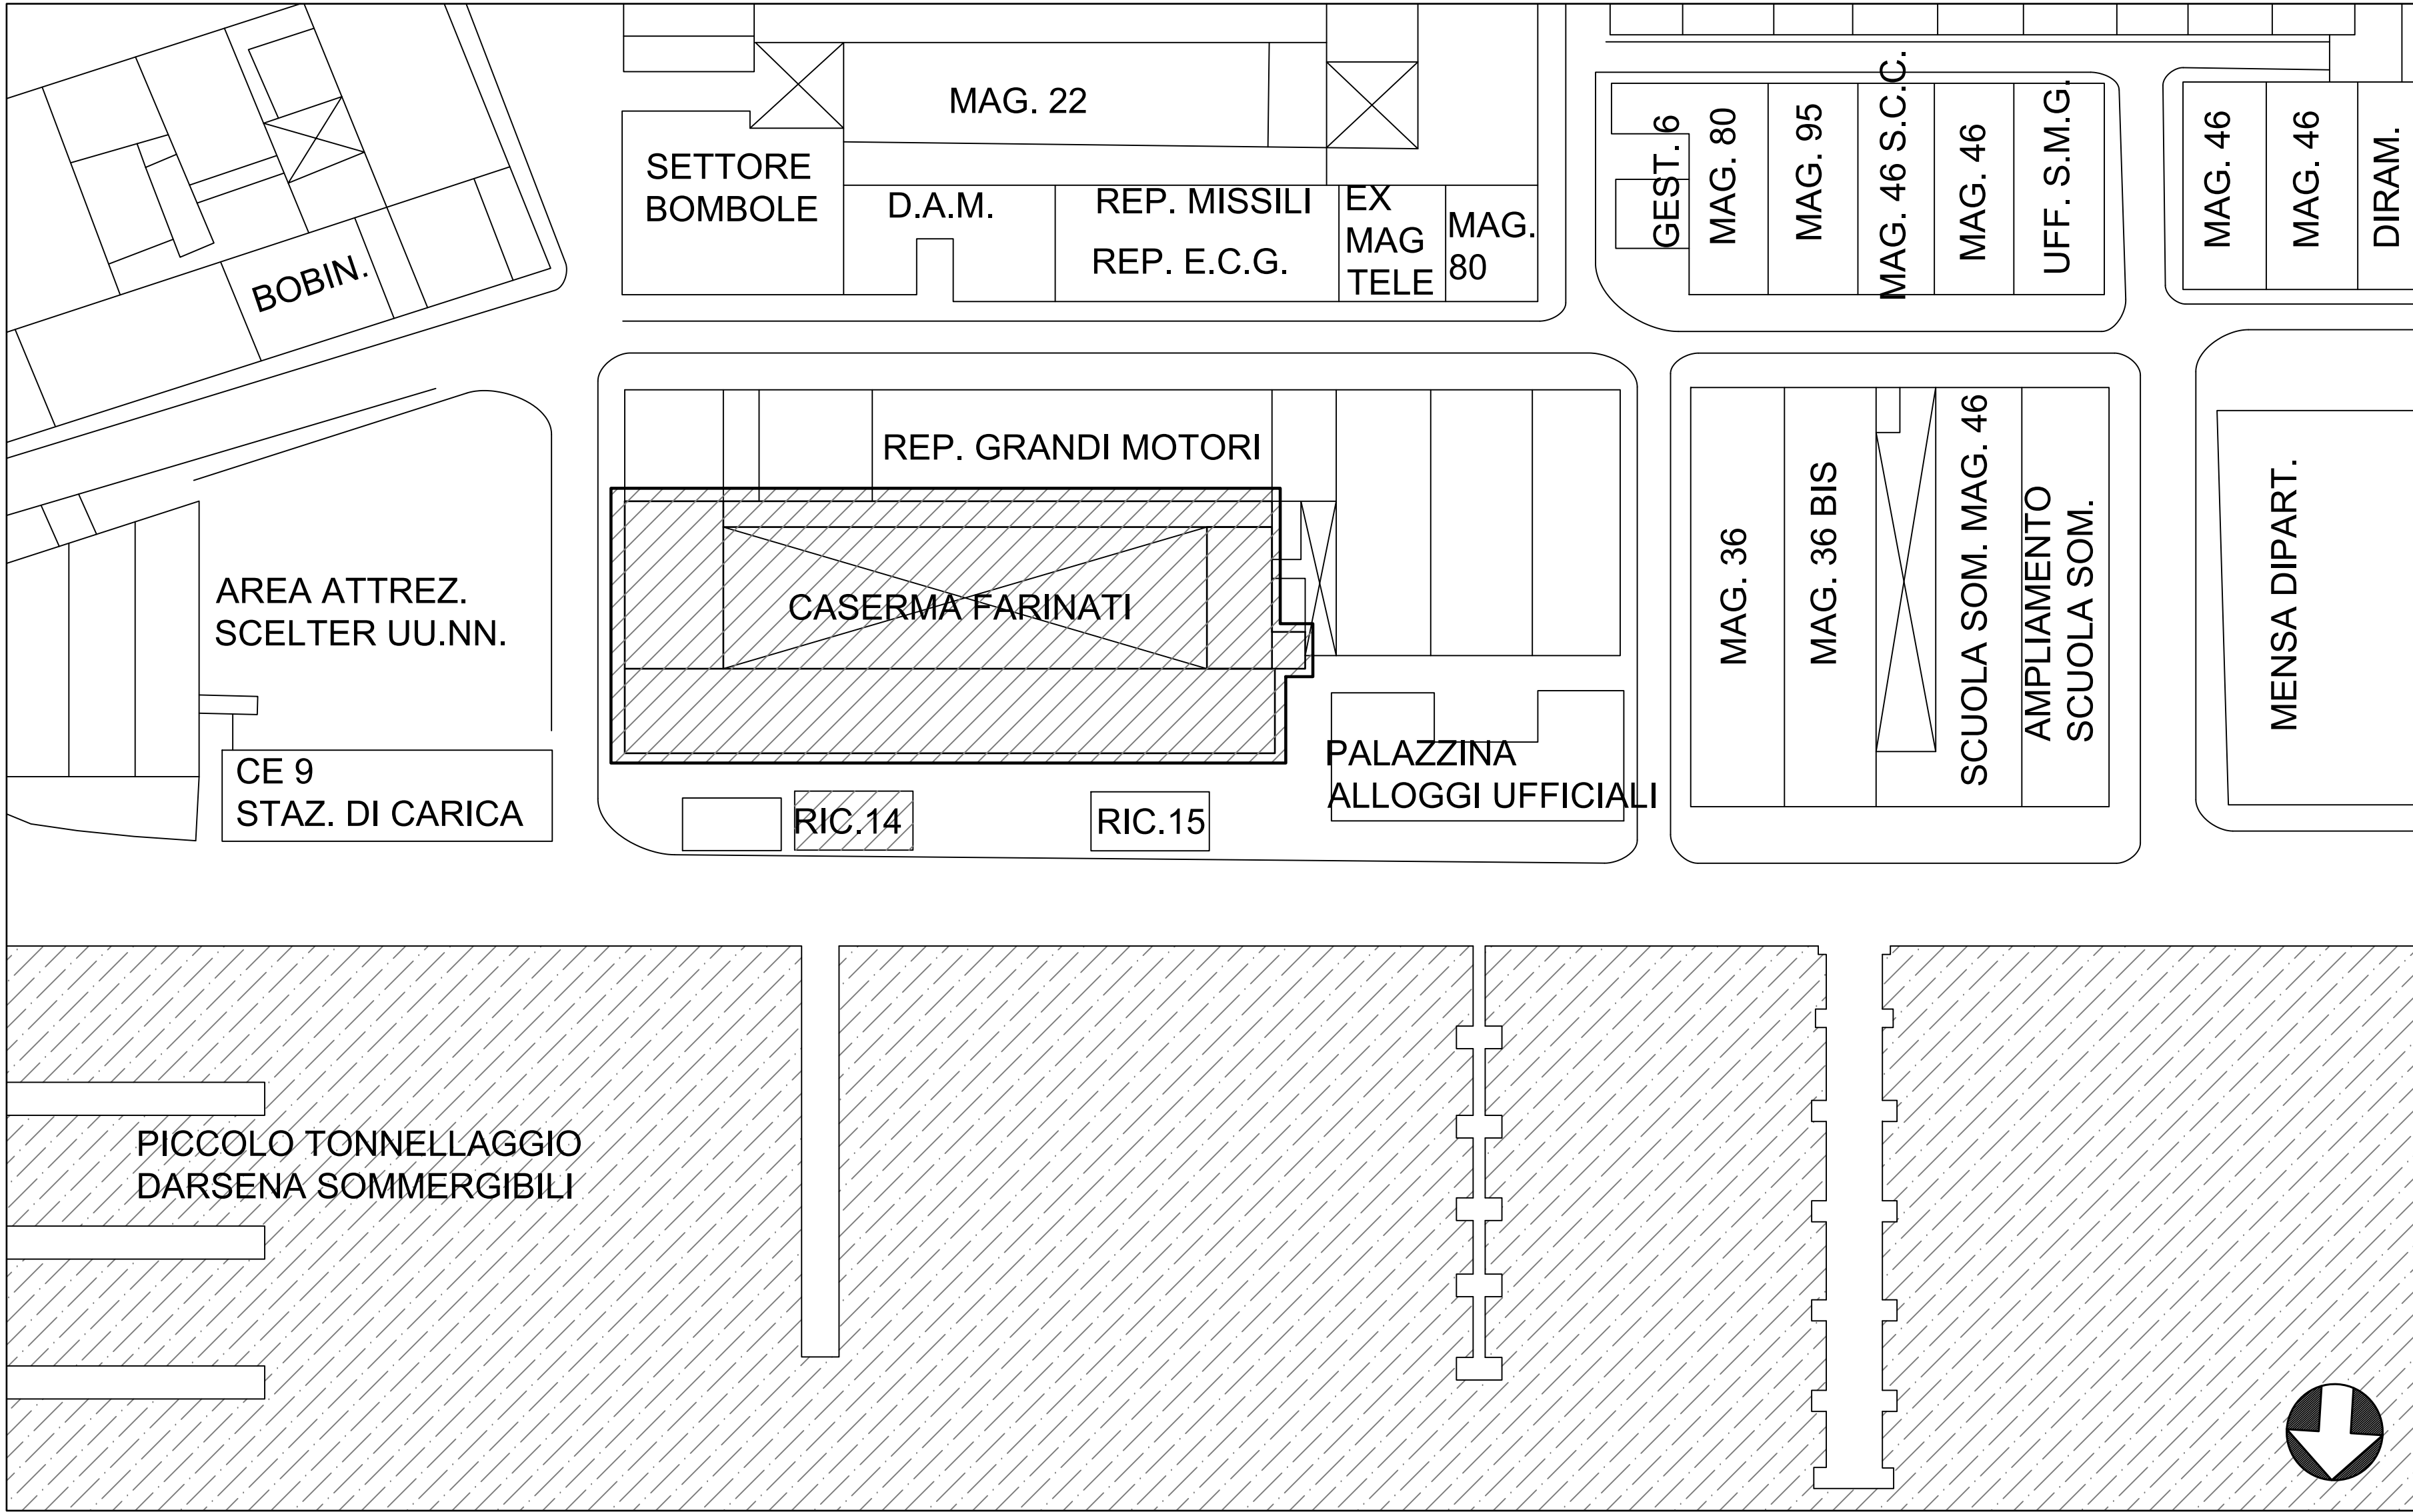 MAG. 22
SETTORE
BOMBOLE
D.A.M.
REP. MISSILI
REP. E.C.G.
EX
MAG
TELE
MAG.
80
GEST. 6
MAG. 80
MAG. 95
MAG. 46 S.C.C.
MAG. 46
UFF. S.M.G.
MAG. 46
MAG. 46
DIRAM.
BOBIN.
REP. GRANDI MOTORI
CASERMA FARINATI
AREA ATTREZ.
SCELTER UU.NN.
CE 9
STAZ. DI CARICA
RIC.14
RIC.15
PALAZZINA
ALLOGGI UFFICIALI
MAG. 36
MAG. 36 BIS
SCUOLA SOM. MAG. 46
AMPLIAMENTO
SCUOLA SOM.
MENSA DIPART.
PICCOLO TONNELLAGGIO
DARSENA SOMMERGIBILI